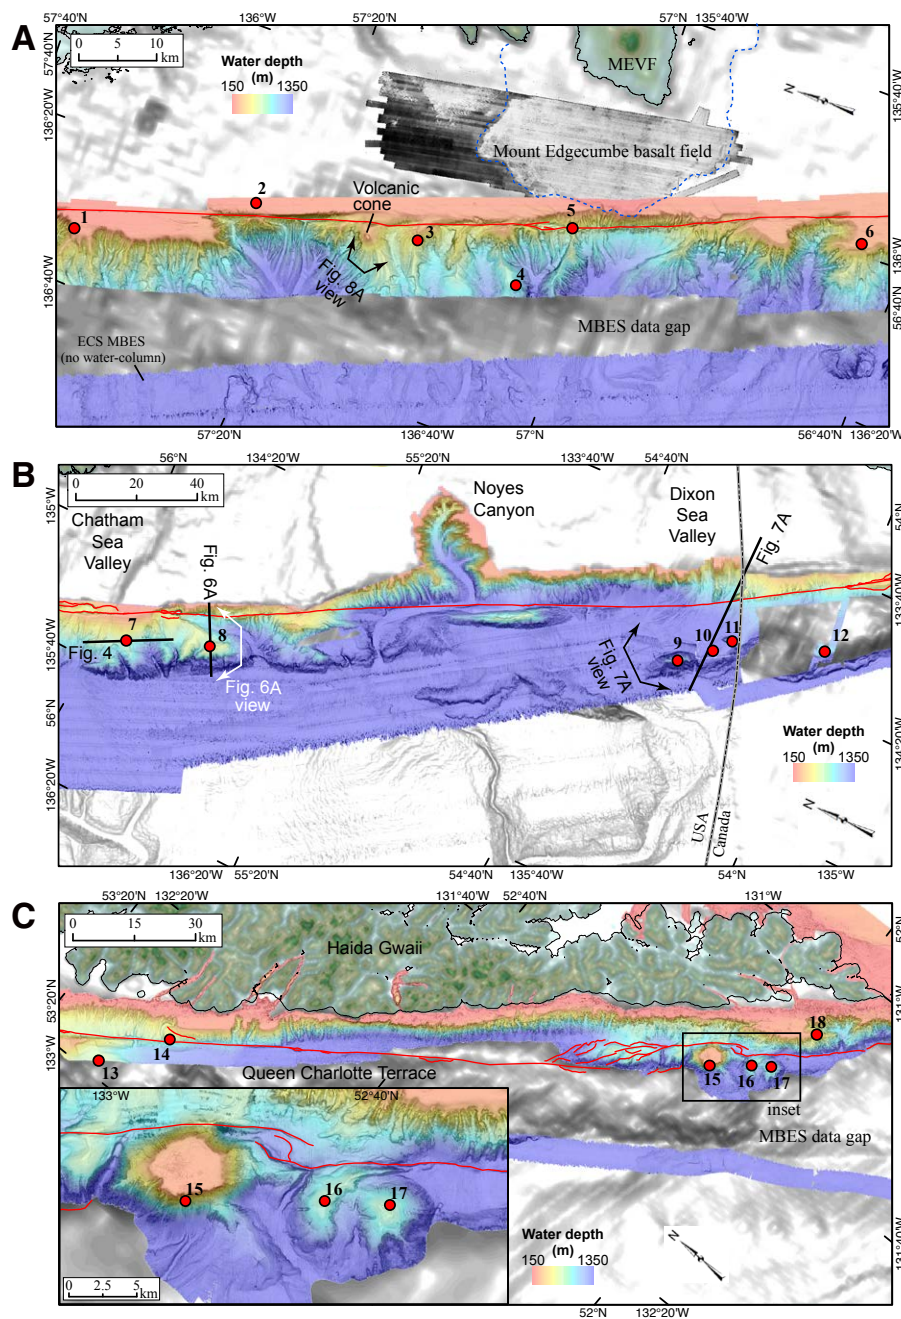 57°40'N
136°W
57°20'N
57°N
135°40'W
A
0 5 10
km
57°40'N
Water depth
(m)
150 1350
MEVF
135°40'W
N
136°20'W
Mount Edgecumbe basalt field
2
Volcanic
cone
1
3
5
6
136°W
Fig. 8A
view
4
136°40'W
56°40'N
MBES data gap
ECS MBES
(no water-column)
57°20'N
136°40'W
57°N
56°40'N
136°20'W
56°N
134°20'W
55°20'N
133°40'W
54°40'N
B
0 20 40
km
135°W
Noyes
Canyon
Dixon
Sea
Valley
54°N
Chatham
Sea
Valley
Fig. 6A
Fig. 7A
133°40'W
7
8
Fig. 4
135°40'W
11
10
9
12
Fig. 7A
view
Fig. 6A
view
56°N
Water depth
(m)
150 1350
134°20'W
136°20'W
N
USA
Canada
136°20'W
55°20'N
54°40'N
135°40'W
54°N
135°W
53°20'N
132°20'W
131°40'W
52°40'N
131°W
C
0 15 30
km
52°N
Haida Gwaii
53°20'N
131°W
18
14
133°W
13
Queen Charlotte Terrace
15
16
17
inset
133°W
52°40'N
MBES data gap
15
16
17
Water depth
(m)
150 1350
N
131°40'W
0 2.5 5
km
52°N
132°20'W